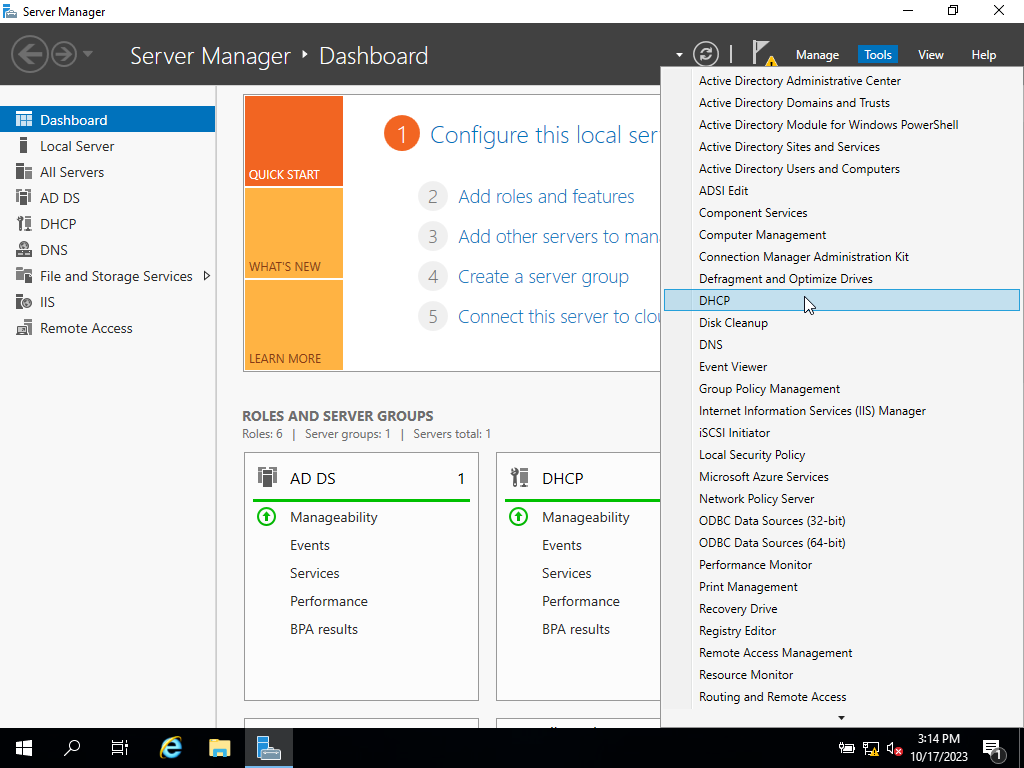 Server Manager
Server Manager Dashboard
Manage Tools View Help
Dashboard
Local Server
All Servers
AD DS
DHCP
DNS
File and Storage Services
IIS
Remote Access
QUICK START
WHAT'S NEW
LEARN MORE
1 Configure this local ser
2 Add roles and features
3 Add other servers to man
4 Create a server group
5 Connect this server to clou
ROLES AND SERVER GROUPS
Roles: 6 | Server groups: 1 | Servers total: 1
AD DS 1
Manageability
Events
Services
Performance
BPA results
DHCP
Manageability
Events
Services
Performance
BPA results
Active Directory Administrative Center
Active Directory Domains and Trusts
Active Directory Module for Windows PowerShell
Active Directory Sites and Services
Active Directory Users and Computers
ADSI Edit
Component Services
Computer Management
Connection Manager Administration Kit
Defragment and Optimize Drives
DHCP
Disk Cleanup
DNS
Event Viewer
Group Policy Management
Internet Information Services (IIS) Manager
iSCSI Initiator
Local Security Policy
Microsoft Azure Services
Network Policy Server
ODBC Data Sources (32-bit)
ODBC Data Sources (64-bit)
Performance Monitor
Print Management
Recovery Drive
Registry Editor
Remote Access Management
Resource Monitor
Routing and Remote Access
3:14 PM
10/17/2023
1